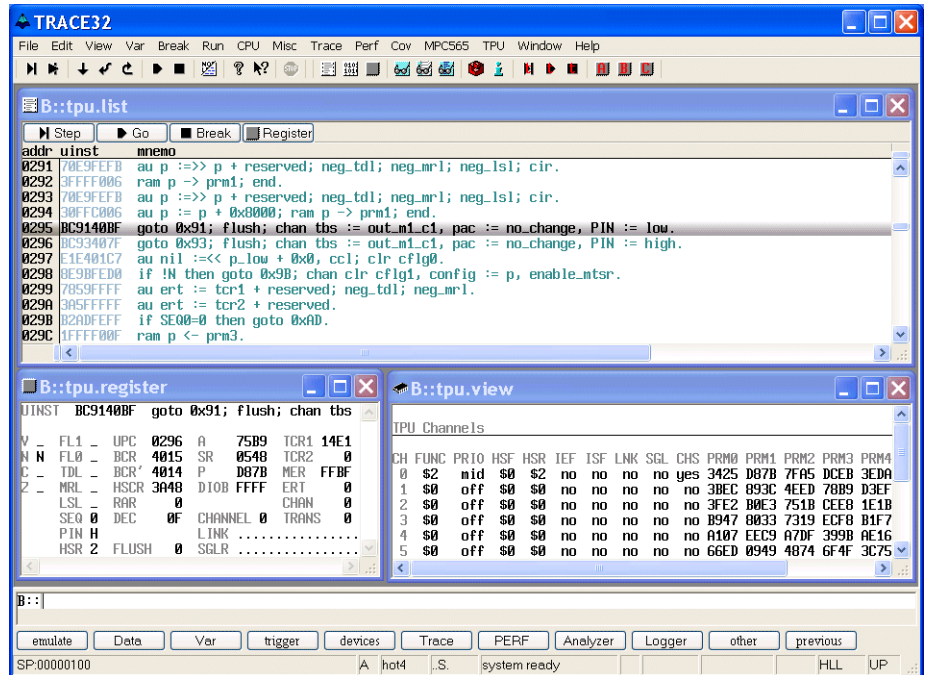 TRACE32
File Edit View Var Break Run CPU Misc Trace Perf Cov MPC565 TPU Window Help
B::tpu.list
Step Go Break Register
addr uinst mnemo
0291 70E9FEFB au p :=>> p + reserved; neg_tdl; neg_mrl; neg_lsl; cir.
0292 3FFFF006 ram p -> prm1; end.
0293 70E9FEFB au p :=>> p + reserved; neg_tdl; neg_mrl; neg_lsl; cir.
0294 30FFC006 au p := p + 0x8000; ram p -> prm1; end.
0295 BC9140BF goto 0x91; flush; chan tbs := out_m1_c1, pac := no_change, PIN := low.
0296 BC93407F goto 0x93; flush; chan tbs := out_m1_c1, pac := no_change, PIN := high.
0297 E1E401C7 au nil :=<< p_low + 0x0, ccl; clr cflg0.
0298 8E9BFED0 if !N then goto 0x9B; chan clr cflg1, config := p, enable_mtsr.
0299 7859FFFF au ert := tcr1 + reserved; neg_tdl; neg_mrl.
029A 3A5FFFFF au ert := tcr2 + reserved.
029B B2ADFEFF if SEQ0=0 then goto 0xAD.
029C 1FFFF00F ram p <- prm3.
B::tpu.register
UINST BC9140BF goto 0x91; flush; chan tbs
V _ FL1 _ UPC 0296 A 75B9 TCR1 14E1
N N FL0 _ BCR 4015 SR 0548 TCR2 0
C _ TDL _ BCR' 4014 P D87B MER FFBF
Z _ MRL _ HSCR 3A48 DIOB FFFF ERT 0
LSL _ RAR 0 CHAN 0
SEQ 0 DEC 0F CHANNEL 0 TRANS 0
PIN H LINK ................
HSR 2 FLUSH 0 SGLR ................
B::tpu.view
TPU Channels
CH FUNC PRIO HSF HSR IEF ISF LNK SGL CHS PRM0 PRM1 PRM2 PRM3 PRM4
0 $2 mid $0 $2 no no no no yes 3425 D87B 7FA5 DCEB 3EDA
1 $0 off $0 $0 no no no no no 3BEC 893C 4EED 78B9 D3EF
2 $0 off $0 $0 no no no no no 3FE2 B0E3 751B CEE8 1E1B
3 $0 off $0 $0 no no no no no B947 8033 7319 ECF8 B1F7
4 $0 off $0 $0 no no no no no A107 EEC9 A7DF 399B AE16
5 $0 off $0 $0 no no no no no 66ED 0949 4874 6F4F 3C75
B::
emulate Data Var trigger devices Trace PERF Analyzer Logger other previous
SP:00000100 A hot4 ..S. system ready HLL UP